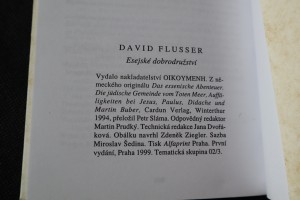 DAVID FLUSSER
Esejské dobrodružství
Vydalo nakladatelství OIKOYMENH. Z ně-
meckého originálu Das essenische Abenteuer.
Die jüdische Gemeinde vom Toten Meer. Auffäl-
ligkeiten bei Jesus, Paulus, Didache und
Martin Buber, Cardun Verlag, Winterthur
1994, přeložil Petr Sláma. Odpovědný redaktor
Martin Prudký. Technická redakce Jana Dvořá-
ková. Obálku navrhl Zdeněk Ziegler. Sazba
Miroslav Šedina. Tisk Alfaprint Praha. První
vydání, Praha 1999. Tematická skupina 02/3.